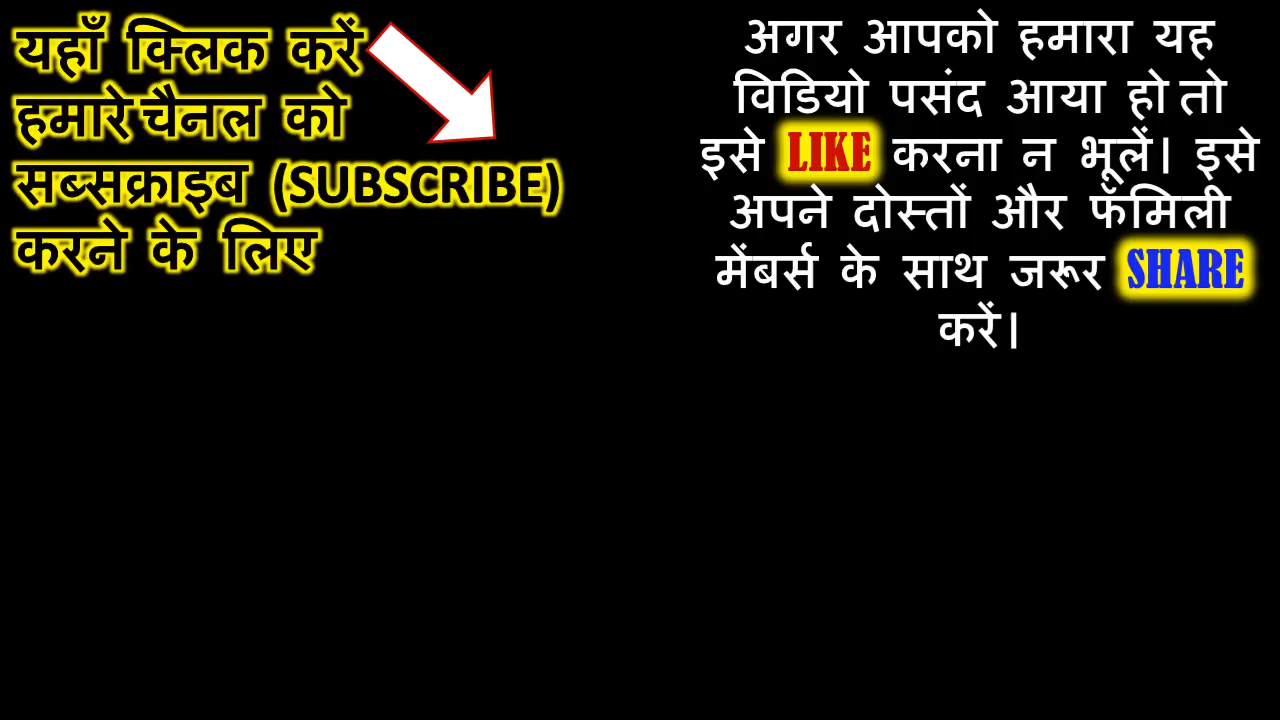 यहाँ क्लिक करें
हमारे चैनल को
सब्सक्राइब (SUBSCRIBE)
करने के लिए
अगर आपको हमारा यह
विडियो पसंद आया हो तो
इसे LIKE करना न भूलें। इसे
अपने दोस्तों और फॅमिली
मेंबर्स के साथ जरूर SHARE
करें।